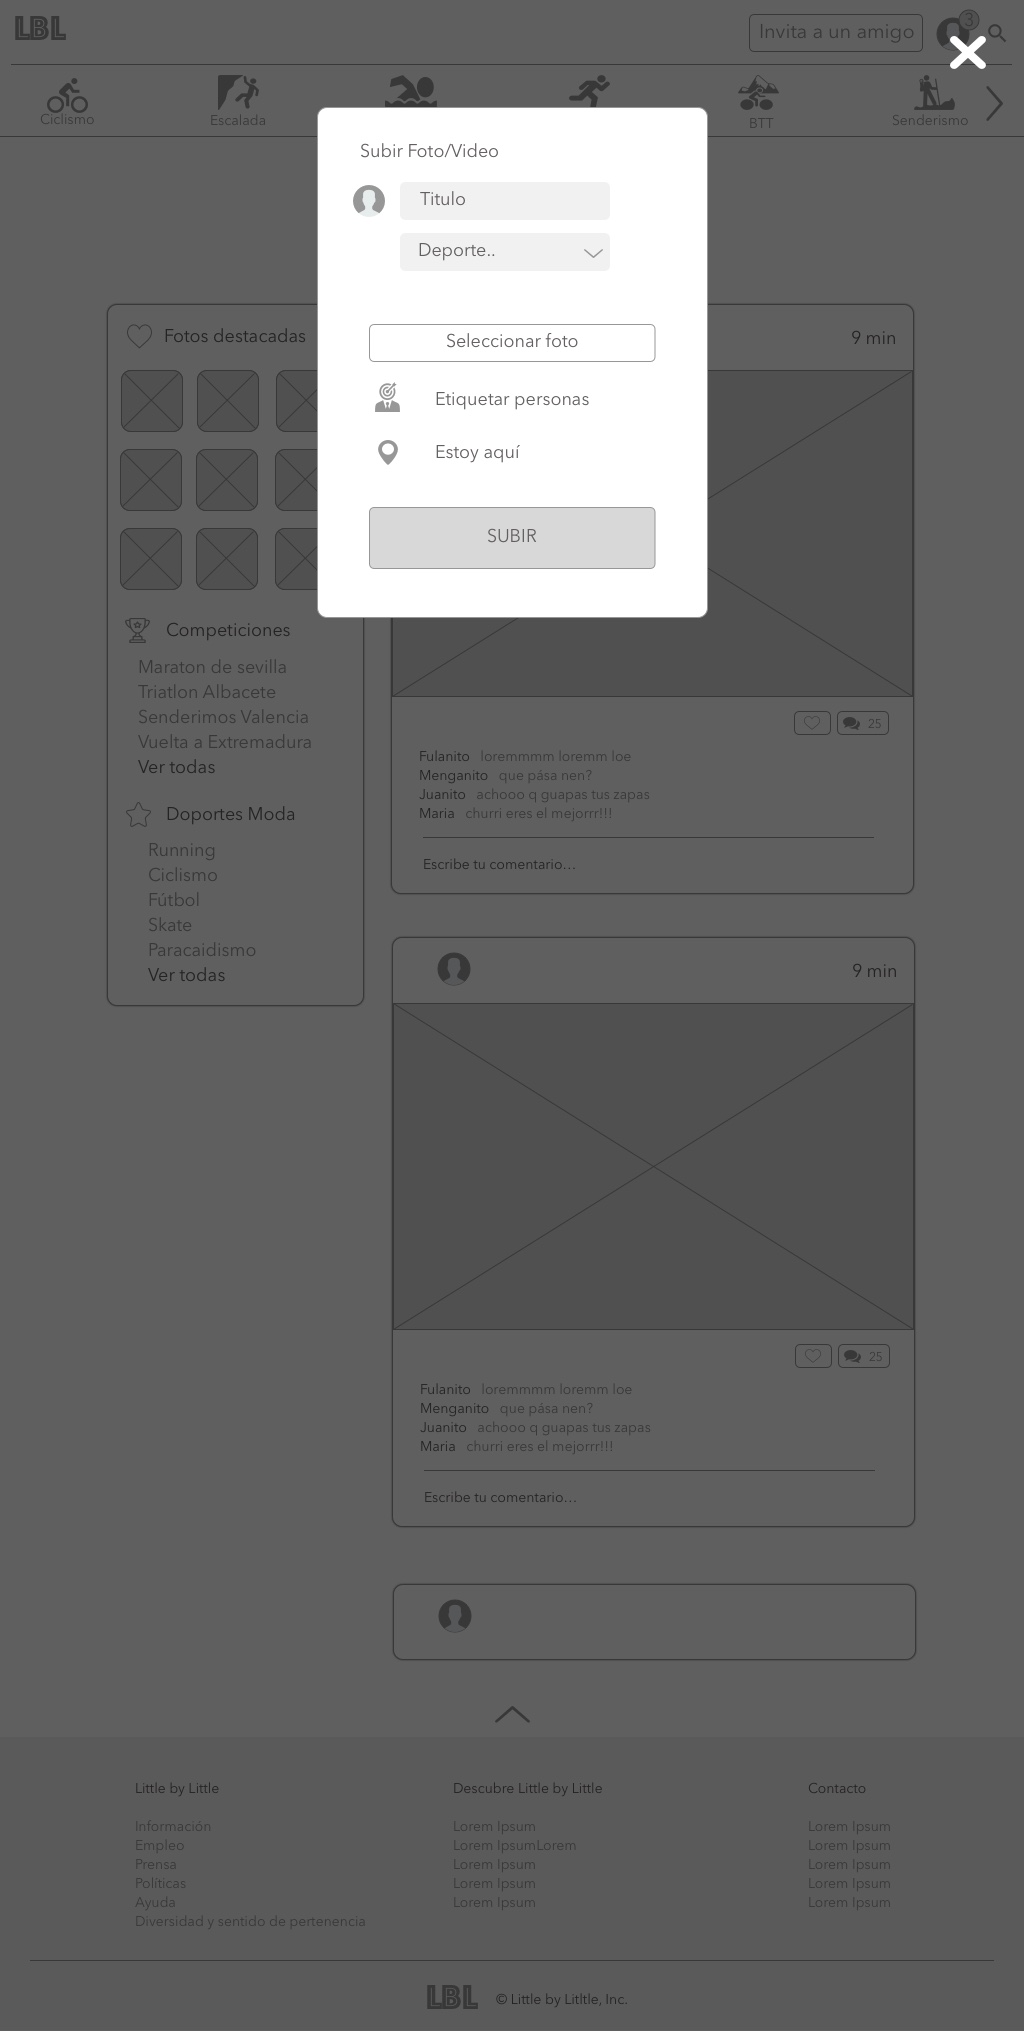 LBL
Invita a un amigo
3
Ciclismo
Escalada
BTT
Senderismo
Subir Foto/Video
Titulo
Deporte..
Seleccionar foto
Etiquetar personas
Estoy aquí
SUBIR
Fotos destacadas
Competiciones
Maraton de sevilla
Triatlon Albacete
Senderimos Valencia
Vuelta a Extremadura
Ver todas
Doportes Moda
Running
Ciclismo
Fútbol
Skate
Paracaidismo
Ver todas
9 min
25
Fulanito loremmmm loremm loe
Menganito que pása nen?
Juanito achooo q guapas tus zapas
Maria churri eres el mejorrr!!!
Escribe tu comentario…
9 min
25
Fulanito loremmmm loremm loe
Menganito que pása nen?
Juanito achooo q guapas tus zapas
Maria churri eres el mejorrr!!!
Escribe tu comentario…
Little by Little
Información
Empleo
Prensa
Políticas
Ayuda
Diversidad y sentido de pertenencia
Descubre Little by Little
Lorem Ipsum
Lorem IpsumLorem
Lorem Ipsum
Lorem Ipsum
Lorem Ipsum
Contacto
Lorem Ipsum
Lorem Ipsum
Lorem Ipsum
Lorem Ipsum
Lorem Ipsum
LBL © Little by Litltle, Inc.